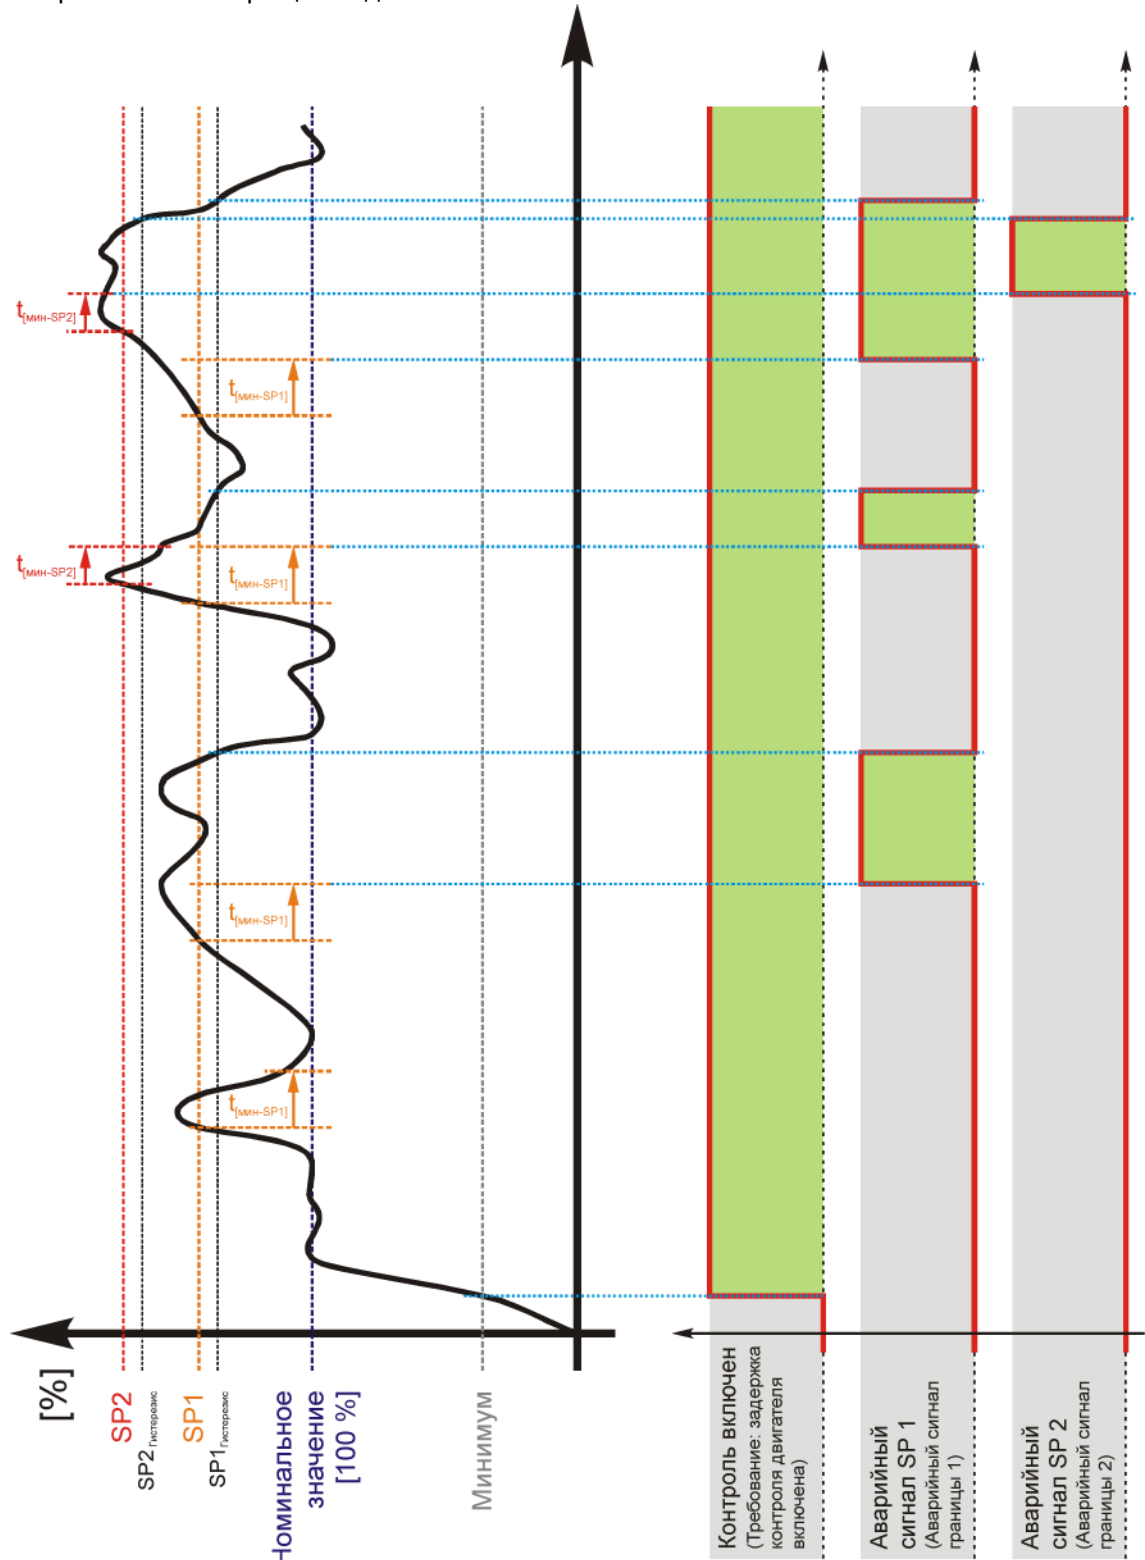 [%]
SP2
SP2 Гистерезис
SP1
SP1 Гистерезис
Номинальное
значение
[100 %]
Минимум
t[мин-SP1]
t[мин-SP1]
t[мин-SP2]
t[мин-SP1]
t[мин-SP2]
t[мин-SP1]
Контроль включен
(Требование: задержка
контроля двигателя
включена)
Аварийный
сигнал SP 1
(Аварийный сигнал
границы 1)
Аварийный
сигнал SP 2
(Аварийный сигнал
границы 2)